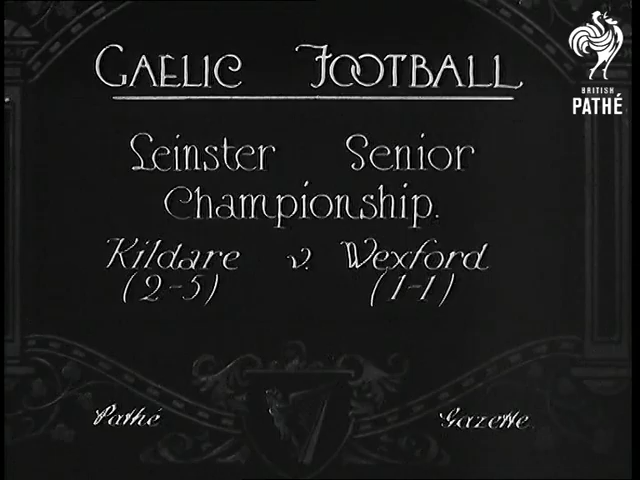 GAELIC FOOTBALL
BRITISH
PATHÉ
Leinster Senior
Championship.
Kildare v. Wexford
(2-5) (1-1)
Pathé Gazette.